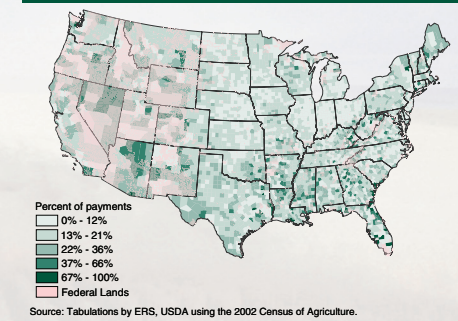 Percent of payments
0% - 12%
13% - 21%
22% - 36%
37% - 66%
67% - 100%
Federal Lands
Source: Tabulations by ERS, USDA using the 2002 Census of Agriculture.